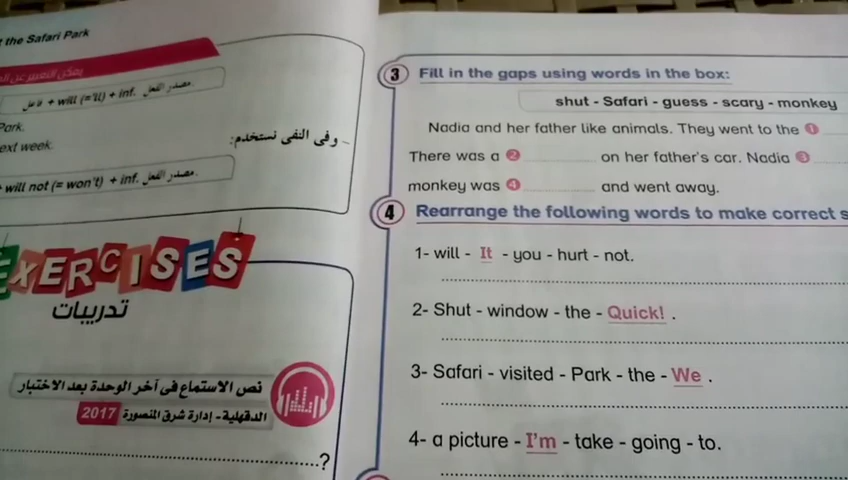 t the Safari Park
يمكن التعبير عن
فاعل + will (='ll) + inf. مصدر الفعل.
Park.
ext week.
- وفى النفى نستخدم:
+ will not (= won't) + inf. مصدر الفعل.
EXERCISES
تدريبات
نص الاستماع فى آخر الوحدة بعد الاختبار
الدقهلية - إدارة شرق المنصورة 2017
?
3 Fill in the gaps using words in the box:
shut - Safari - guess - scary - monkey
Nadia and her father like animals. They went to the 1
There was a 2 on her father's car. Nadia 3
monkey was 4 and went away.
4 Rearrange the following words to make correct s
1- will - It - you - hurt - not.
2- Shut - window - the - Quick! .
3- Safari - visited - Park - the - We .
4- a picture - I'm - take - going - to.